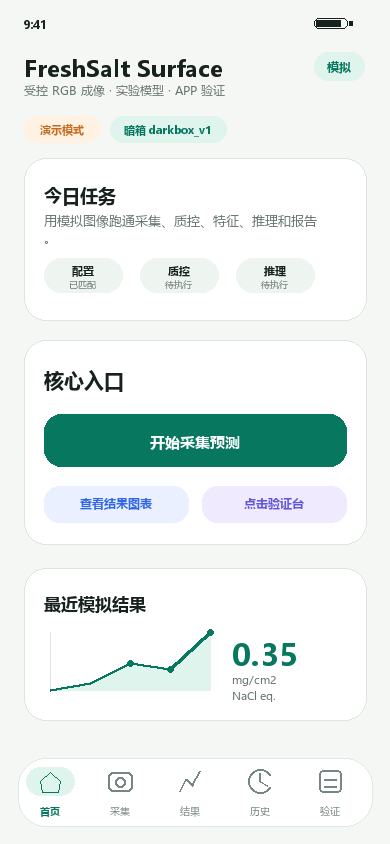 9:41
FreshSalt Surface
模拟
受控 RGB 成像 · 实验模型 · APP 验证
演示模式
暗箱 darkbox_v1
今日任务
用模拟图像跑通采集、质控、特征、推理和报告
。
配置
已匹配
质控
待执行
推理
待执行
核心入口
开始采集预测
查看结果图表
点击验证台
最近模拟结果
0.35
mg/cm2
NaCl eq.
首页
采集
结果
历史
验证